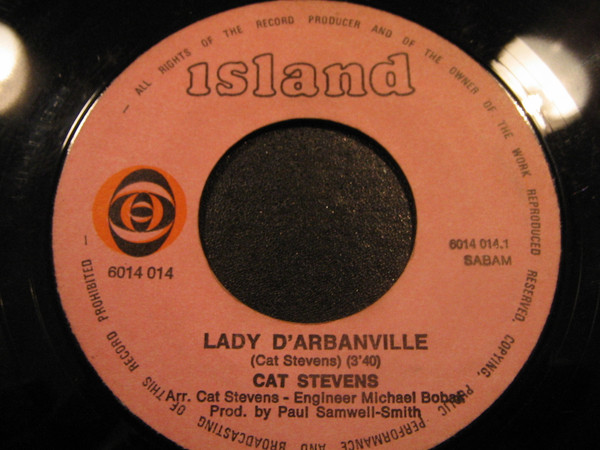 — ALL RIGHTS OF THE RECORD PRODUCER AND OF THE OWNER OF THE WORK REPRODUCED RESERVED. COPYING, PUBLIC PERFORMANCE AND BROADCASTING OF THIS RECORD PROHIBITED —
ısland
6014 014
6014 014.1
SABAM
LADY D'ARBANVILLE
(Cat Stevens) (3'40)
CAT STEVENS
Arr. Cat Stevens - Engineer Michael Bobak
Prod. by Paul Samwell-Smith